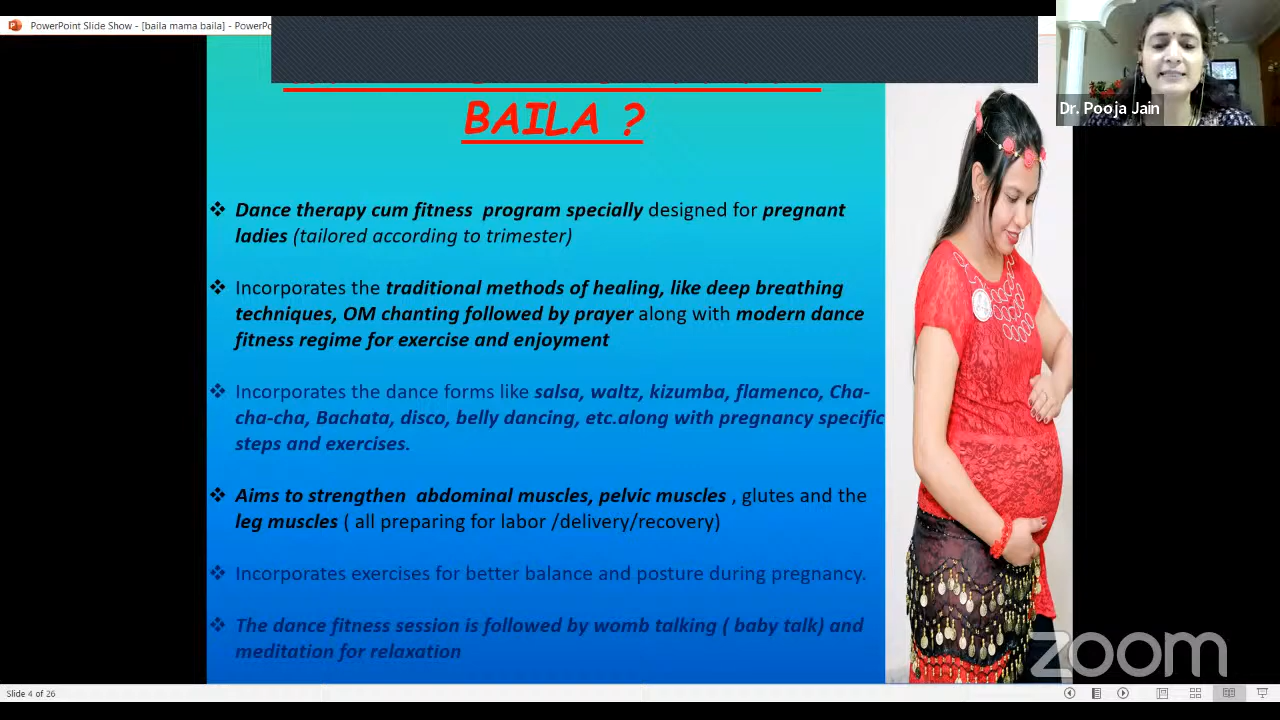 PowerPoint Slide Show - [baila mama baila] - PowerPo
BAILA ?
Dr. Pooja Jain
❖ Dance therapy cum fitness program specially designed for pregnant
ladies (tailored according to trimester)
❖ Incorporates the traditional methods of healing, like deep breathing
techniques, OM chanting followed by prayer along with modern dance
fitness regime for exercise and enjoyment
❖ Incorporates the dance forms like salsa, waltz, kizumba, flamenco, Cha-
cha-cha, Bachata, disco, belly dancing, etc.along with pregnancy specific
steps and exercises.
❖ Aims to strengthen abdominal muscles, pelvic muscles , glutes and the
leg muscles ( all preparing for labor /delivery/recovery)
❖ Incorporates exercises for better balance and posture during pregnancy.
❖ The dance fitness session is followed by womb talking ( baby talk) and
meditation for relaxation
zoom
Slide 4 of 26